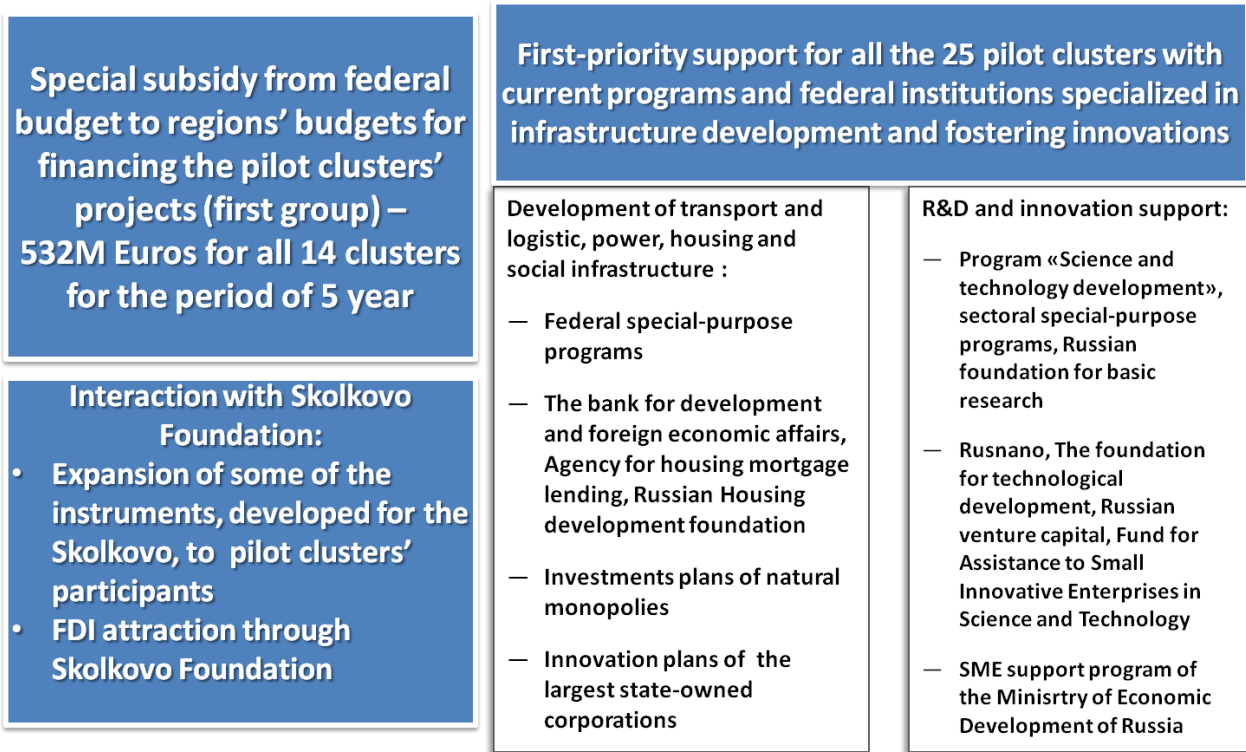 Special subsidy from federal
budget to regions’ budgets for
financing the pilot clusters’
projects (first group) –
532M Euros for all 14 clusters
for the period of 5 year
Interaction with Skolkovo
Foundation:
• Expansion of some of the
instruments, developed for the
Skolkovo, to pilot clusters’
participants
• FDI attraction through
Skolkovo Foundation
First-priority support for all the 25 pilot clusters with
current programs and federal institutions specialized in
infrastructure development and fostering innovations
Development of transport and
logistic, power, housing and
social infrastructure :
— Federal special-purpose
programs
— The bank for development
and foreign economic affairs,
Agency for housing mortgage
lending, Russian Housing
development foundation
— Investments plans of natural
monopolies
— Innovation plans of the
largest state-owned
corporations
R&D and innovation support:
— Program «Science and
technology development»,
sectoral special-purpose
programs, Russian
foundation for basic
research
— Rusnano, The foundation
for technological
development, Russian
venture capital, Fund for
Assistance to Small
Innovative Enterprises in
Science and Technology
— SME support program of
the Minisrtry of Economic
Development of Russia